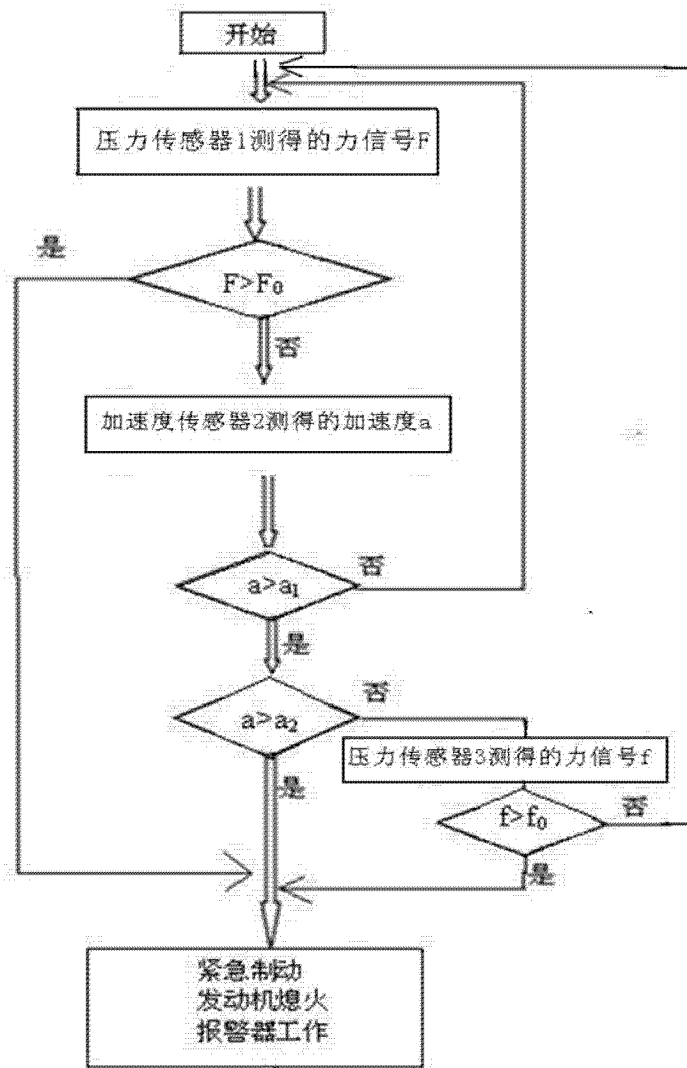 开始
压力传感器1测得的力信号F
是
F>F₀
否
加速度传感器2测得的加速度a
否
a>a₁
是
否
a>a₂
压力传感器3测得的力信号f
是
f>f₀
否
是
紧急制动
发动机熄火
报警器工作